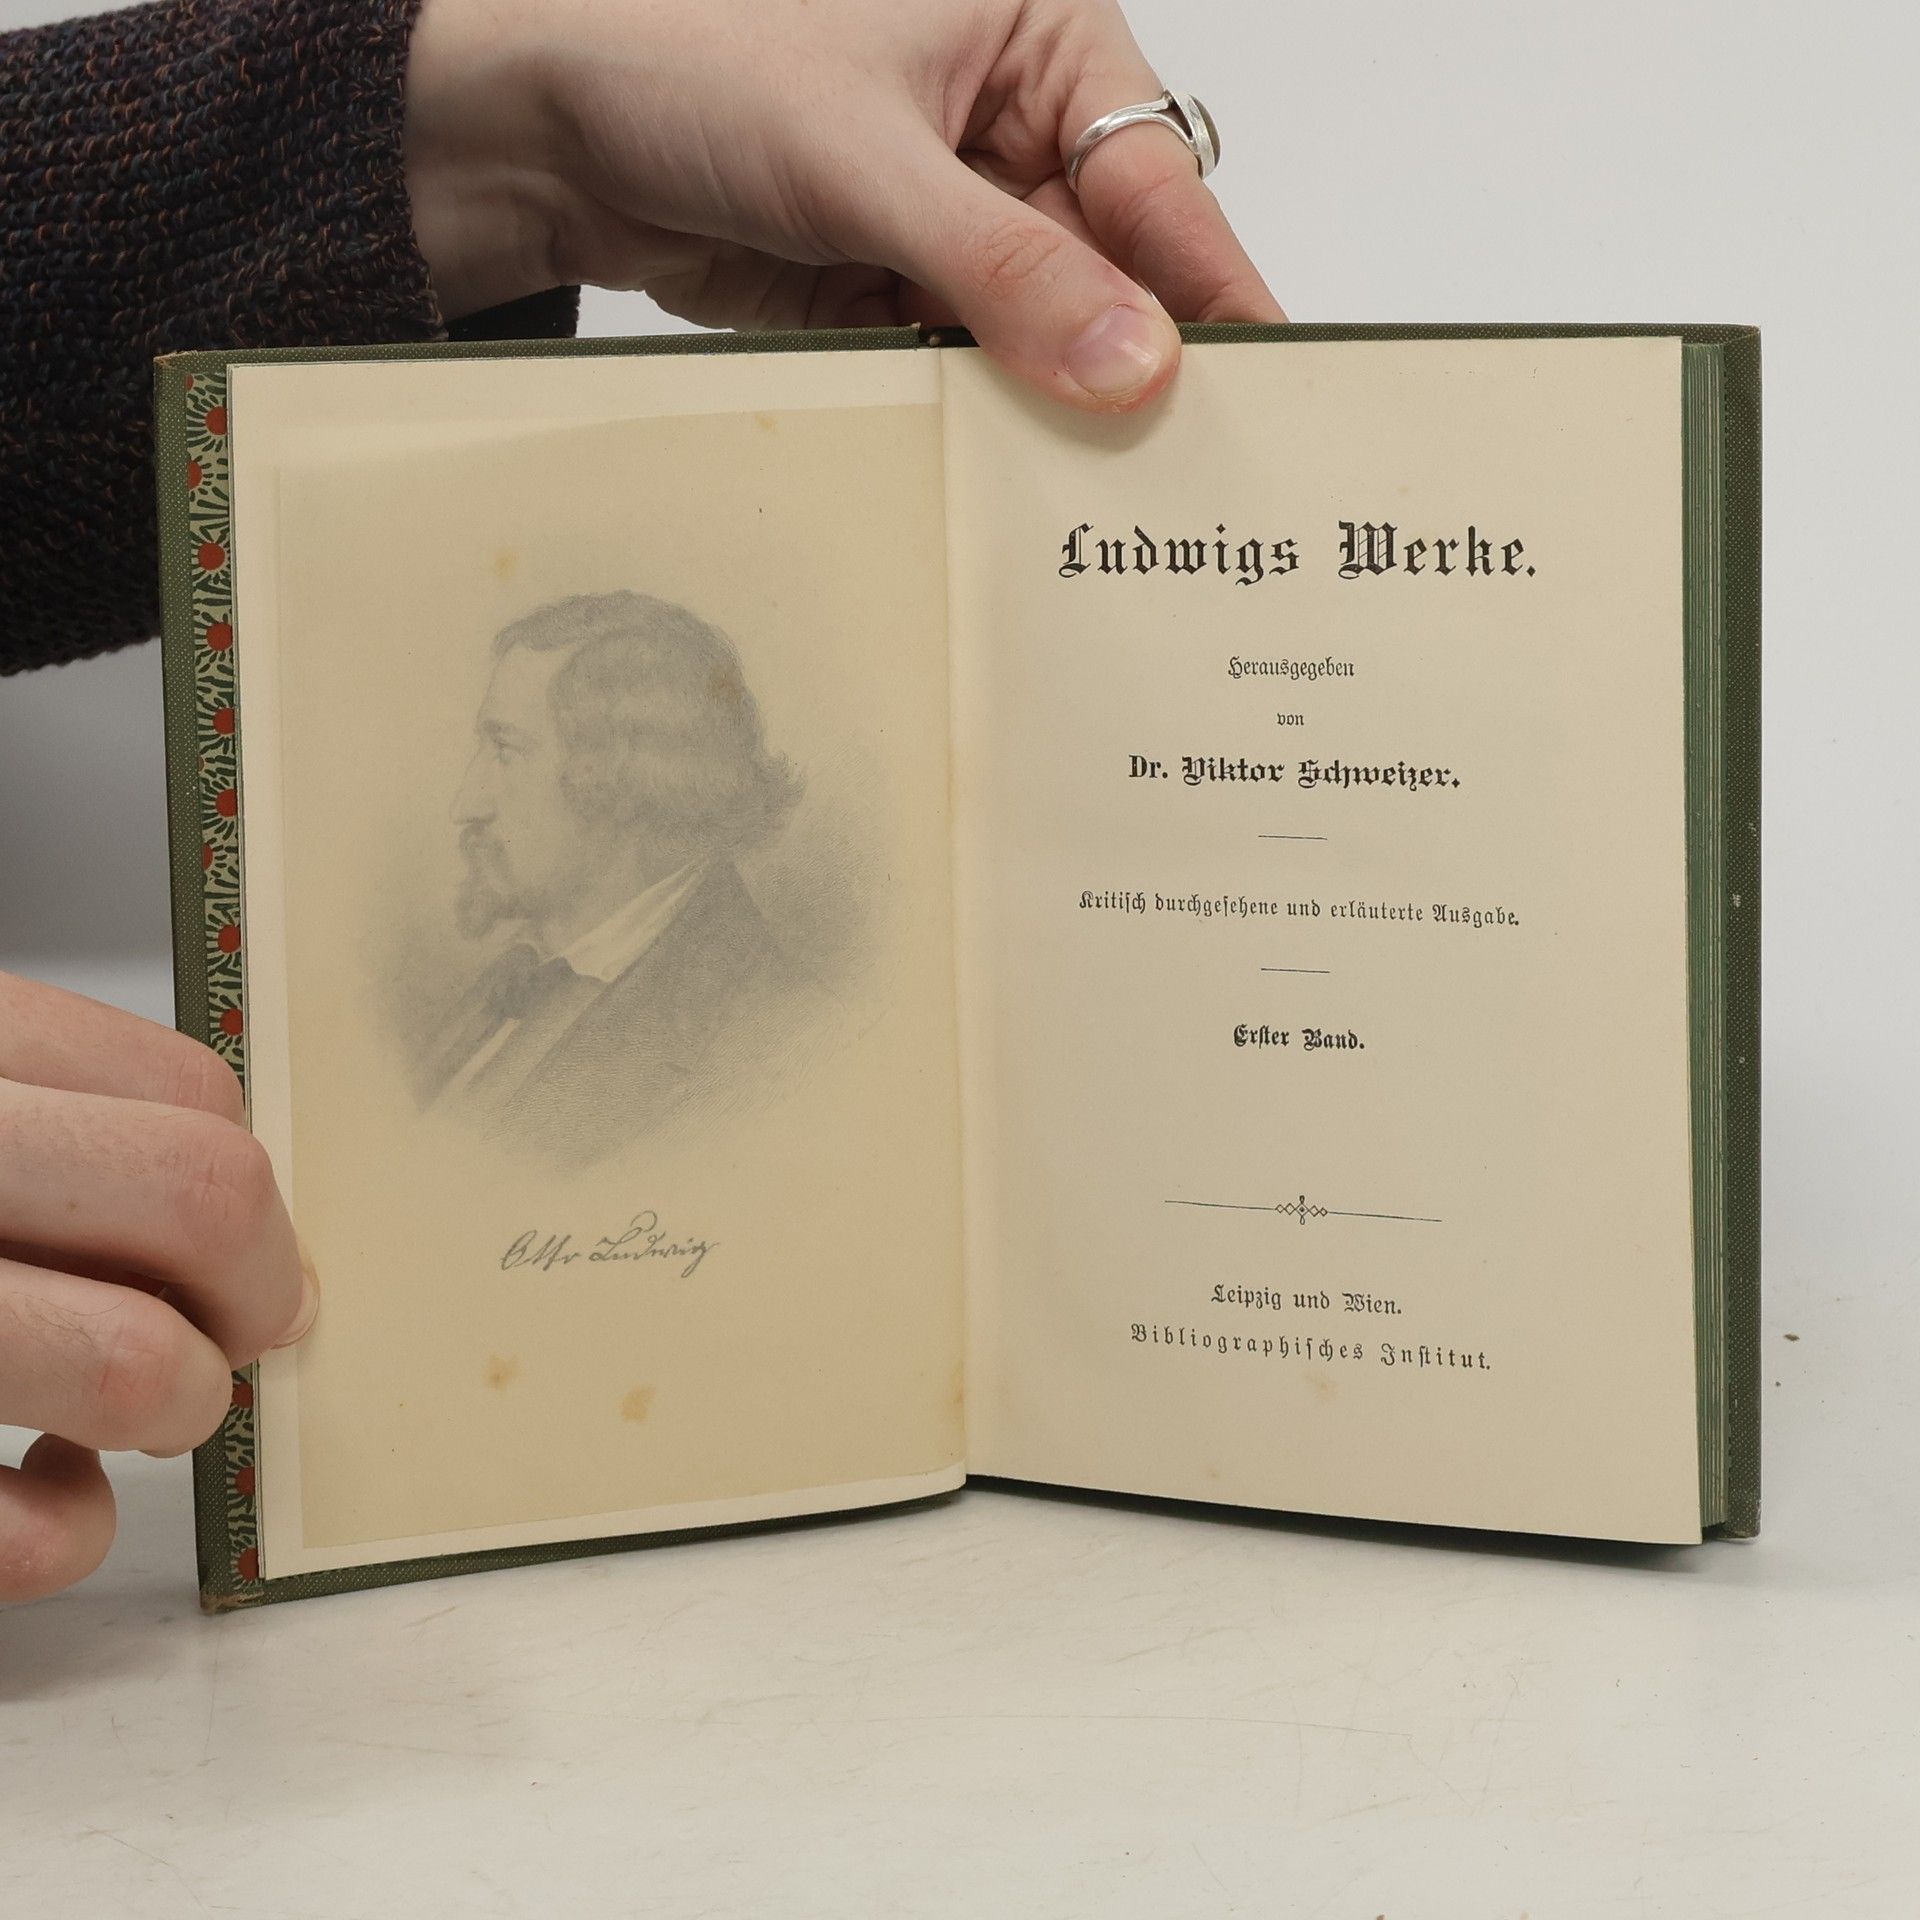 Otto Ludwig
Ludwigs Werke.
Herausgegeben
von
Dr. Viktor Schweizer.
Kritisch durchgesehene und erläuterte Ausgabe.
Erster Band.
Leipzig und Wien.
Bibliographisches Institut.